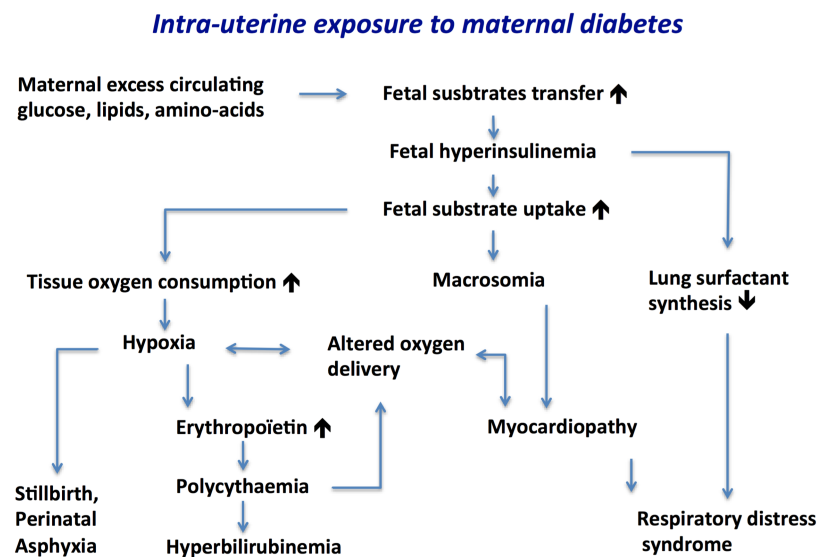 Intra-uterine exposure to maternal diabetes
Maternal excess circulating
glucose, lipids, amino-acids
Fetal susbtrates transfer
Fetal hyperinsulinemia
Fetal substrate uptake
Tissue oxygen consumption
Macrosomia
Lung surfactant
synthesis
Hypoxia
Altered oxygen
delivery
Erythropoïetin
Myocardiopathy
Polycythaemia
Stillbirth,
Perinatal
Asphyxia
Hyperbilirubinemia
Respiratory distress
syndrome